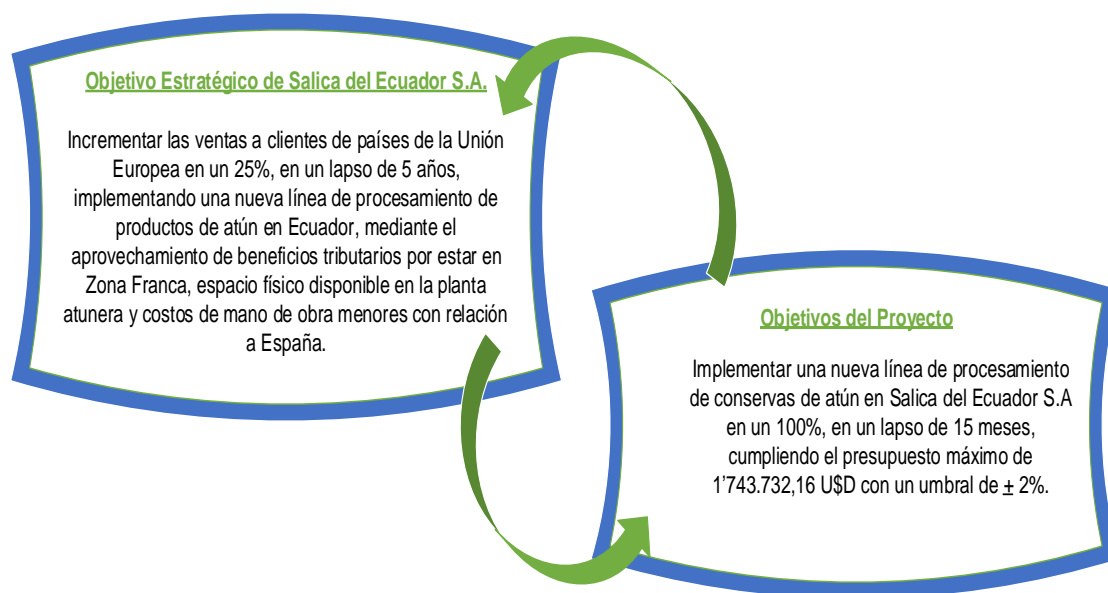 Objetivo Estratégico de Salica del Ecuador S.A.
Incrementar las ventas a clientes de países de la Unión
Europea en un 25%, en un lapso de 5 años,
implementando una nueva línea de procesamiento de
productos de atún en Ecuador, mediante el
aprovechamiento de beneficios tributarios por estar en
Zona Franca, espacio físico disponible en la planta
atunera y costos de mano de obra menores con relación
a España.
Objetivos del Proyecto
Implementar una nueva línea de procesamiento
de conservas de atún en Salica del Ecuador S.A
en un 100%, en un lapso de 15 meses,
cumpliendo el presupuesto máximo de
1’743.732,16 U$D con un umbral de ± 2%.